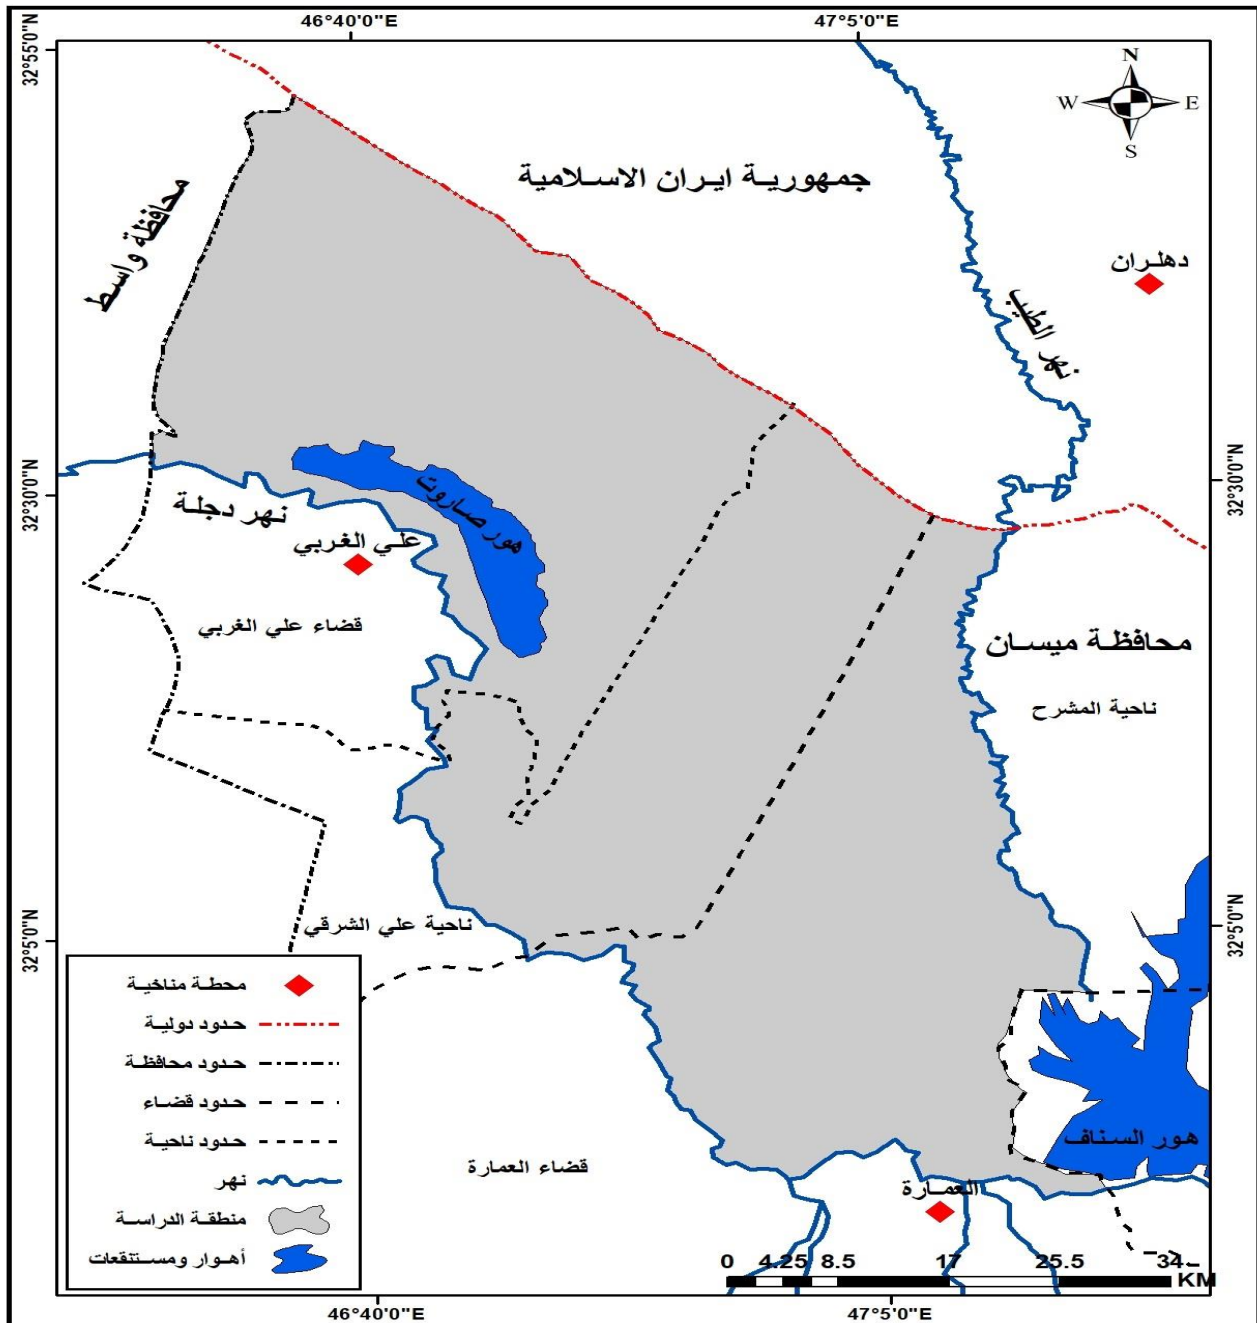 46°40'0"E
47°5'0"E
32°55'0"N
N
W
E
S
جمهورية ايران الاسلامية
محافظة واسط
دهلران
نهر الطيب
32°30'0"N
32°30'0"N
هور صاروت
نهر دجلة
علي الغربي
قضاء علي الغربي
محافظة ميسان
ناحية المشرح
ناحية علي الشرقي
32°5'0"N
32°5'0"N
محطة مناخية
حدود دولية
حدود محافظة
حدود قضاء
حدود ناحية
نهر
منطقة الدراسة
أهوار ومستنقعات
هور السناف
قضاء العمارة
العمارة
0 4.25 8.5 17 25.5 34
KM
46°40'0"E
47°5'0"E